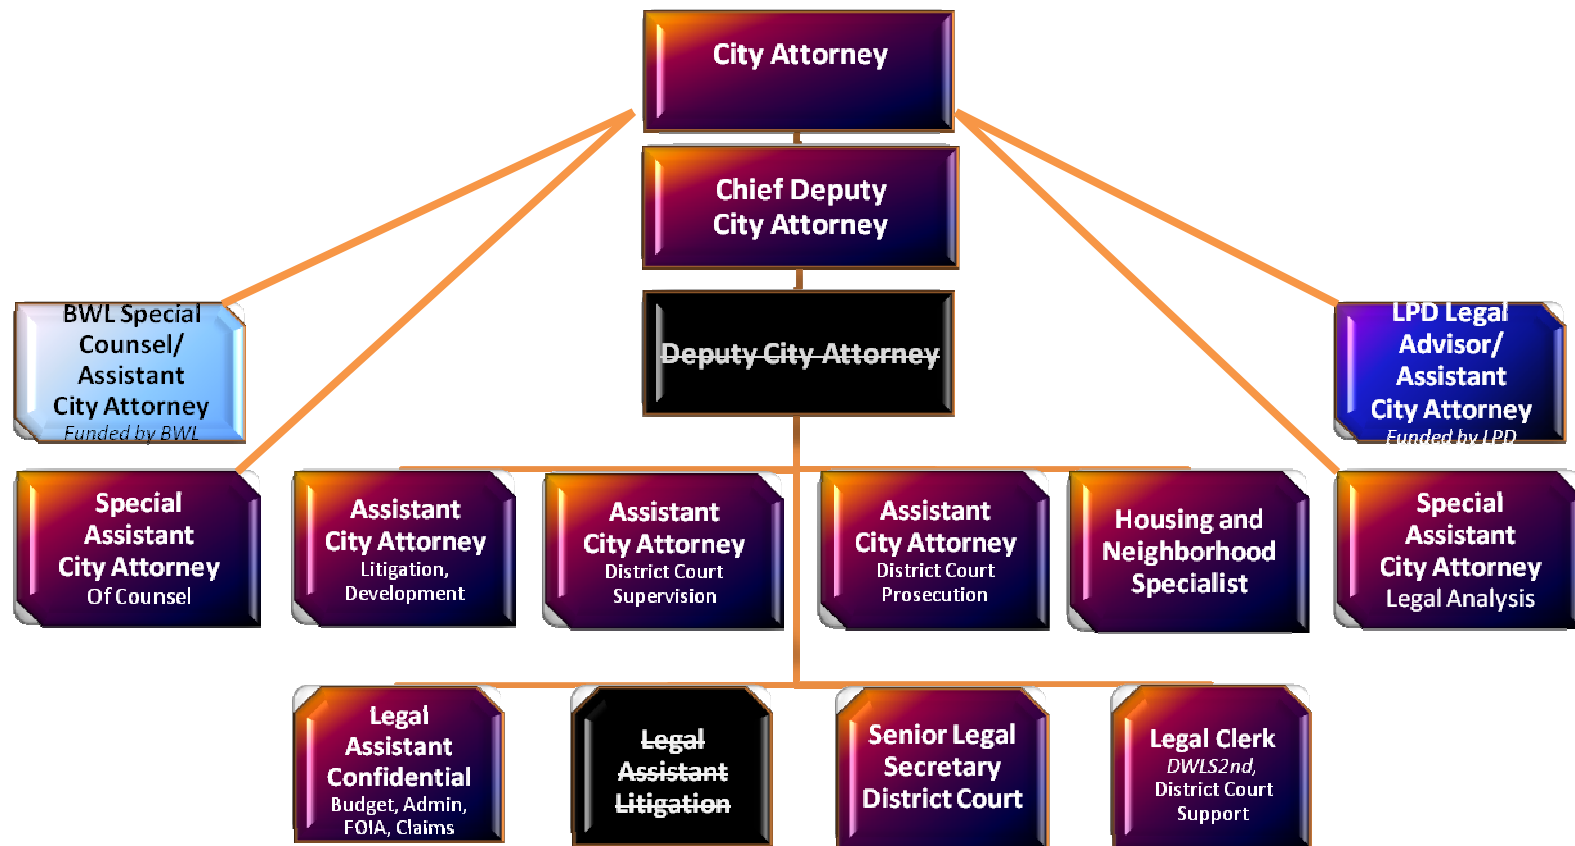 City Attorney
Chief Deputy
City Attorney
Deputy City Attorney
BWL Special
Counsel/
Assistant
City Attorney
Funded by BWL
LPD Legal
Advisor/
Assistant
City Attorney
Funded by LPD
Special
Assistant
City Attorney
Of Counsel
Assistant
City Attorney
Litigation,
Development
Assistant
City Attorney
District Court
Supervision
Assistant
City Attorney
District Court
Prosecution
Housing and
Neighborhood
Specialist
Special
Assistant
City Attorney
Legal Analysis
Legal
Assistant
Confidential
Budget, Admin,
FOIA, Claims
Legal
Assistant
Litigation
Senior Legal
Secretary
District Court
Legal Clerk
DWLS2nd,
District Court
Support